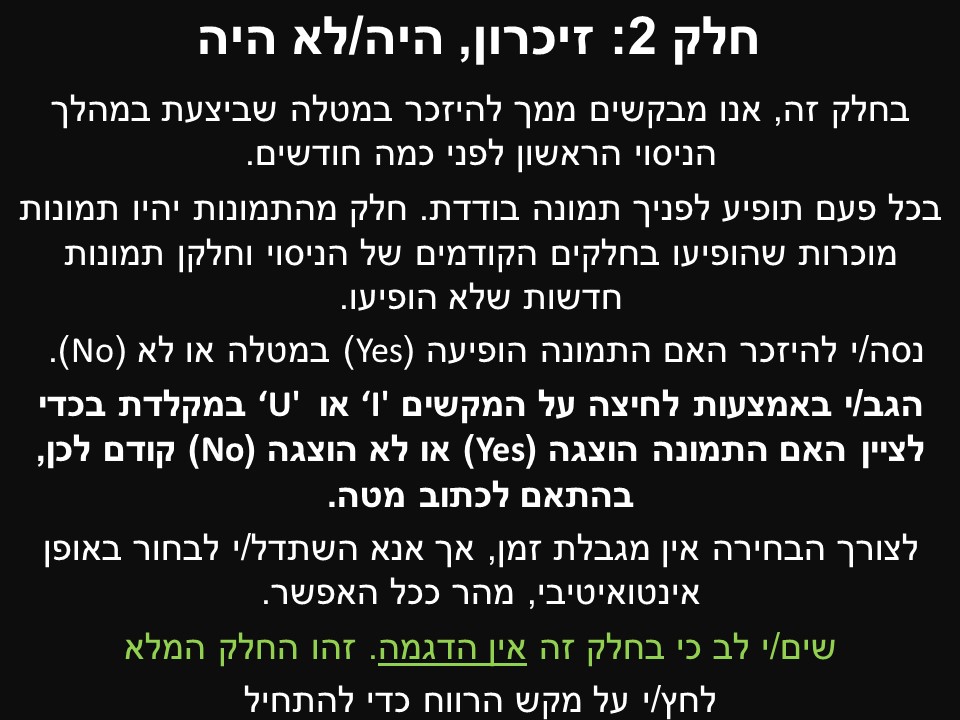 חלק 2: זיכרון, היה/לא היה
בחלק זה, אנו מבקשים ממך להיזכר במטלה שביצעת במהלך
הניסוי הראשון לפני כמה חודשים.
בכל פעם תופיע לפניך תמונה בודדת. חלק מהתמונות יהיו תמונות
מוכרות שהופיעו בחלקים הקודמים של הניסוי וחלקן תמונות
חדשות שלא הופיעו.
נסה/י להיזכר האם התמונה הופיעה (Yes) במטלה או לא (No).
הגב/י באמצעות לחיצה על המקשים 'I‘ או 'U‘ במקלדת בכדי
לציין האם התמונה הוצגה (Yes) או לא הוצגה (No) קודם לכן,
בהתאם לכתוב מטה.
לצורך הבחירה אין מגבלת זמן, אך אנא השתדל/י לבחור באופן
אינטואיטיבי, מהר ככל האפשר.
שים/י לב כי בחלק זה אין הדגמה. זהו החלק המלא
לחץ/י על מקש הרווח כדי להתחיל